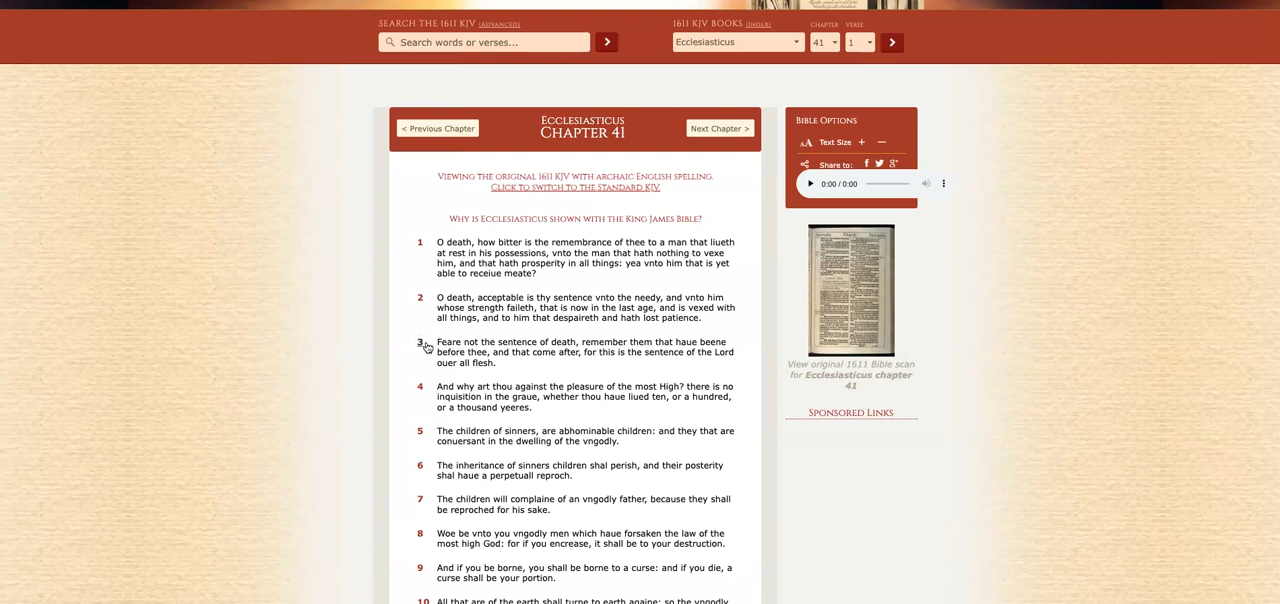 SEARCH THE 1611 KJV (ADVANCED)
1611 KJV BOOKS (INDEX) CHAPTER VERSE
Search words or verses... > Ecclesiasticus 41 1 >
< Previous Chapter
ECCLESIASTICUS
CHAPTER 41
Next Chapter >
VIEWING THE ORIGINAL 1611 KJV WITH ARCHAIC ENGLISH SPELLING.
CLICK TO SWITCH TO THE STANDARD KJV.
WHY IS ECCLESIASTICUS SHOWN WITH THE KING JAMES BIBLE?
1 O death, how bitter is the remembrance of thee to a man that liueth
at rest in his possessions, vnto the man that hath nothing to vexe
him, and that hath prosperity in all things: yea vnto him that is yet
able to receiue meate?
2 O death, acceptable is thy sentence vnto the needy, and vnto him
whose strength faileth, that is now in the last age, and is vexed with
all things, and to him that despaireth and hath lost patience.
3 Feare not the sentence of death, remember them that haue beene
before thee, and that come after, for this is the sentence of the Lord
ouer all flesh.
4 And why art thou against the pleasure of the most High? there is no
inquisition in the graue, whether thou haue liued ten, or a hundred,
or a thousand yeeres.
5 The children of sinners, are abhominable children: and they that are
conuersant in the dwelling of the vngodly.
6 The inheritance of sinners children shal perish, and their posterity
shal haue a perpetuall reproch.
7 The children will complaine of an vngodly father, because they shall
be reproched for his sake.
8 Woe be vnto you vngodly men which haue forsaken the law of the
most high God: for if you encrease, it shall be to your destruction.
9 And if you be borne, you shall be borne to a curse: and if you die, a
curse shall be your portion.
10 All that are of the earth shall turne to earth againe: so the vngodly
BIBLE OPTIONS
AA Text Size + –
Share to: f g+
0:00 / 0:00
View original 1611 Bible scan
for Ecclesiasticus chapter
41
SPONSORED LINKS